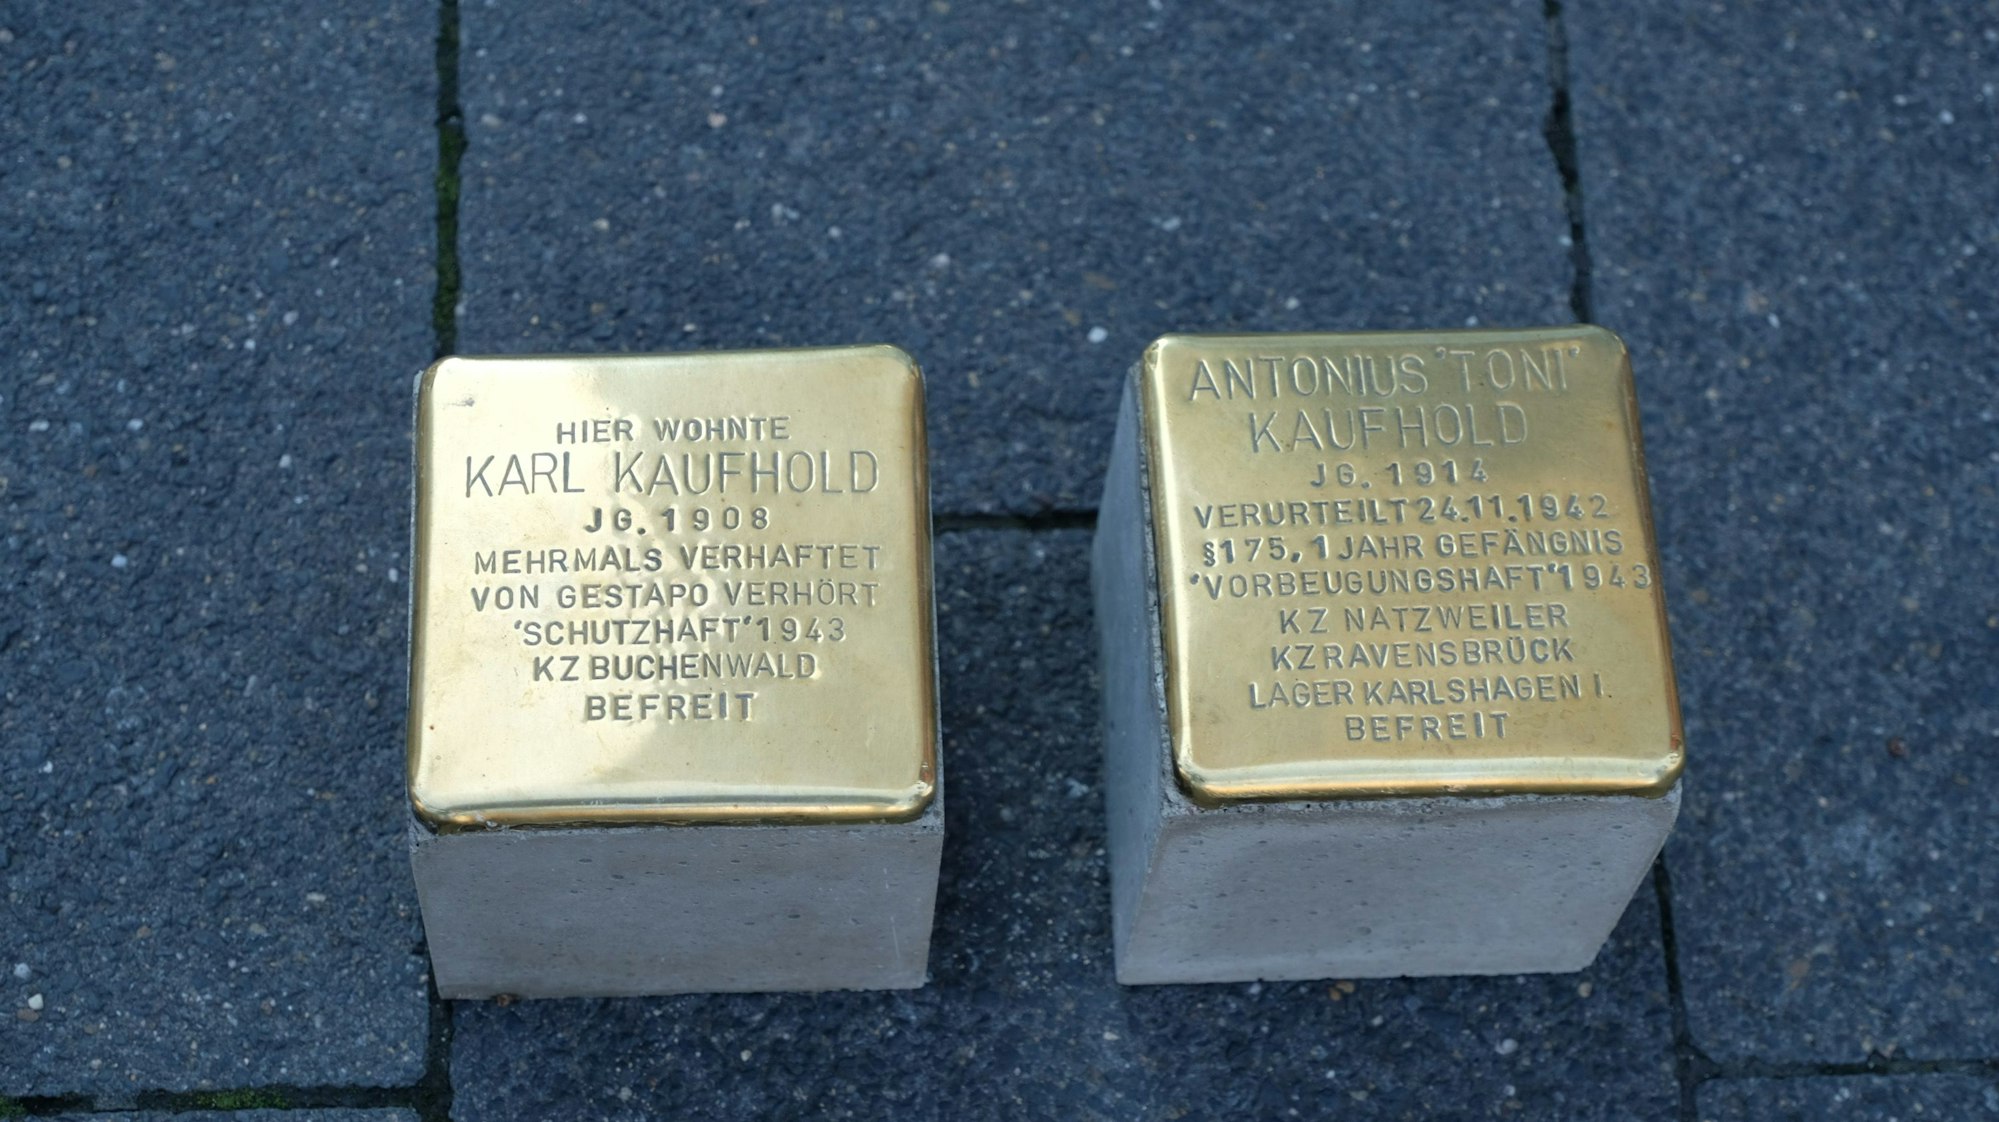 HIER WOHNTE
KARL KAUFHOLD
JG. 1908
MEHRMALS VERHAFTET
VON GESTAPO VERHÖRT
'SCHUTZHAFT' 1943
KZ BUCHENWALD
BEFREIT
ANTONIUS 'TONI'
KAUFHOLD
JG. 1914
VERURTEILT 24.11.1942
§175, 1 JAHR GEFÄNGNIS
'VORBEUGUNGSHAFT' 1943
KZ NATZWEILER
KZ RAVENSBRÜCK
LAGER KARLSHAGEN I.
BEFREIT